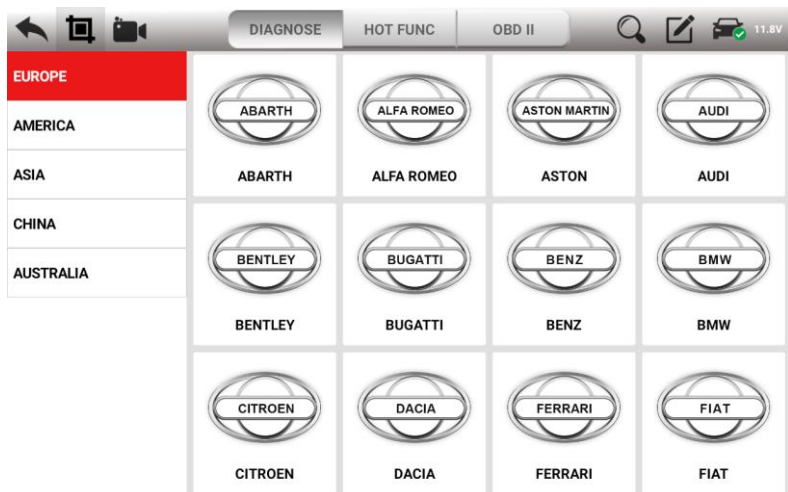 DIAGNOSE HOT FUNC OBD II 11.8V
EUROPE
AMERICA
ASIA
CHINA
AUSTRALIA
ABARTH ALFA ROMEO ASTON MARTIN AUDI
ABARTH ALFA ROMEO ASTON AUDI
BENTLEY BUGATTI BENZ BMW
BENTLEY BUGATTI BENZ BMW
CITROEN DACIA FERRARI FIAT
CITROEN DACIA FERRARI FIAT